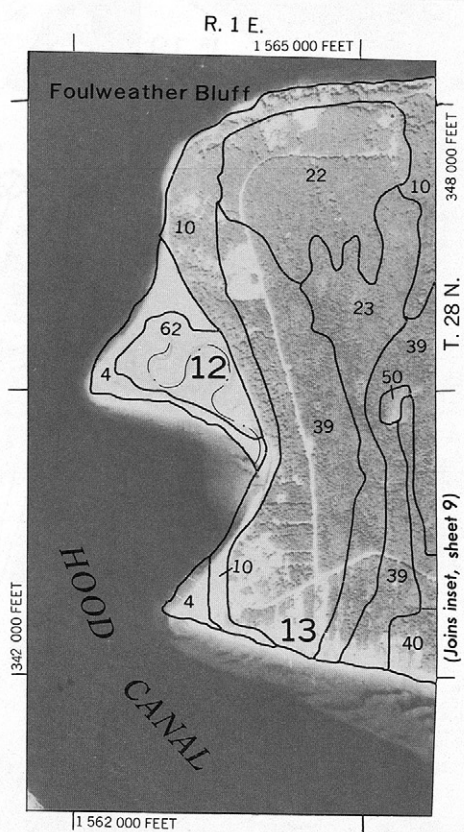 R. 1 E.
1 565 000 FEET
Foulweather Bluff
348 000 FEET
22
10
10
23
T. 28 N.
62
12
39
4
50
39
(Joins inset, sheet 9)
HOOD
10
39
342 000 FEET
4
13
40
CANAL
1 562 000 FEET